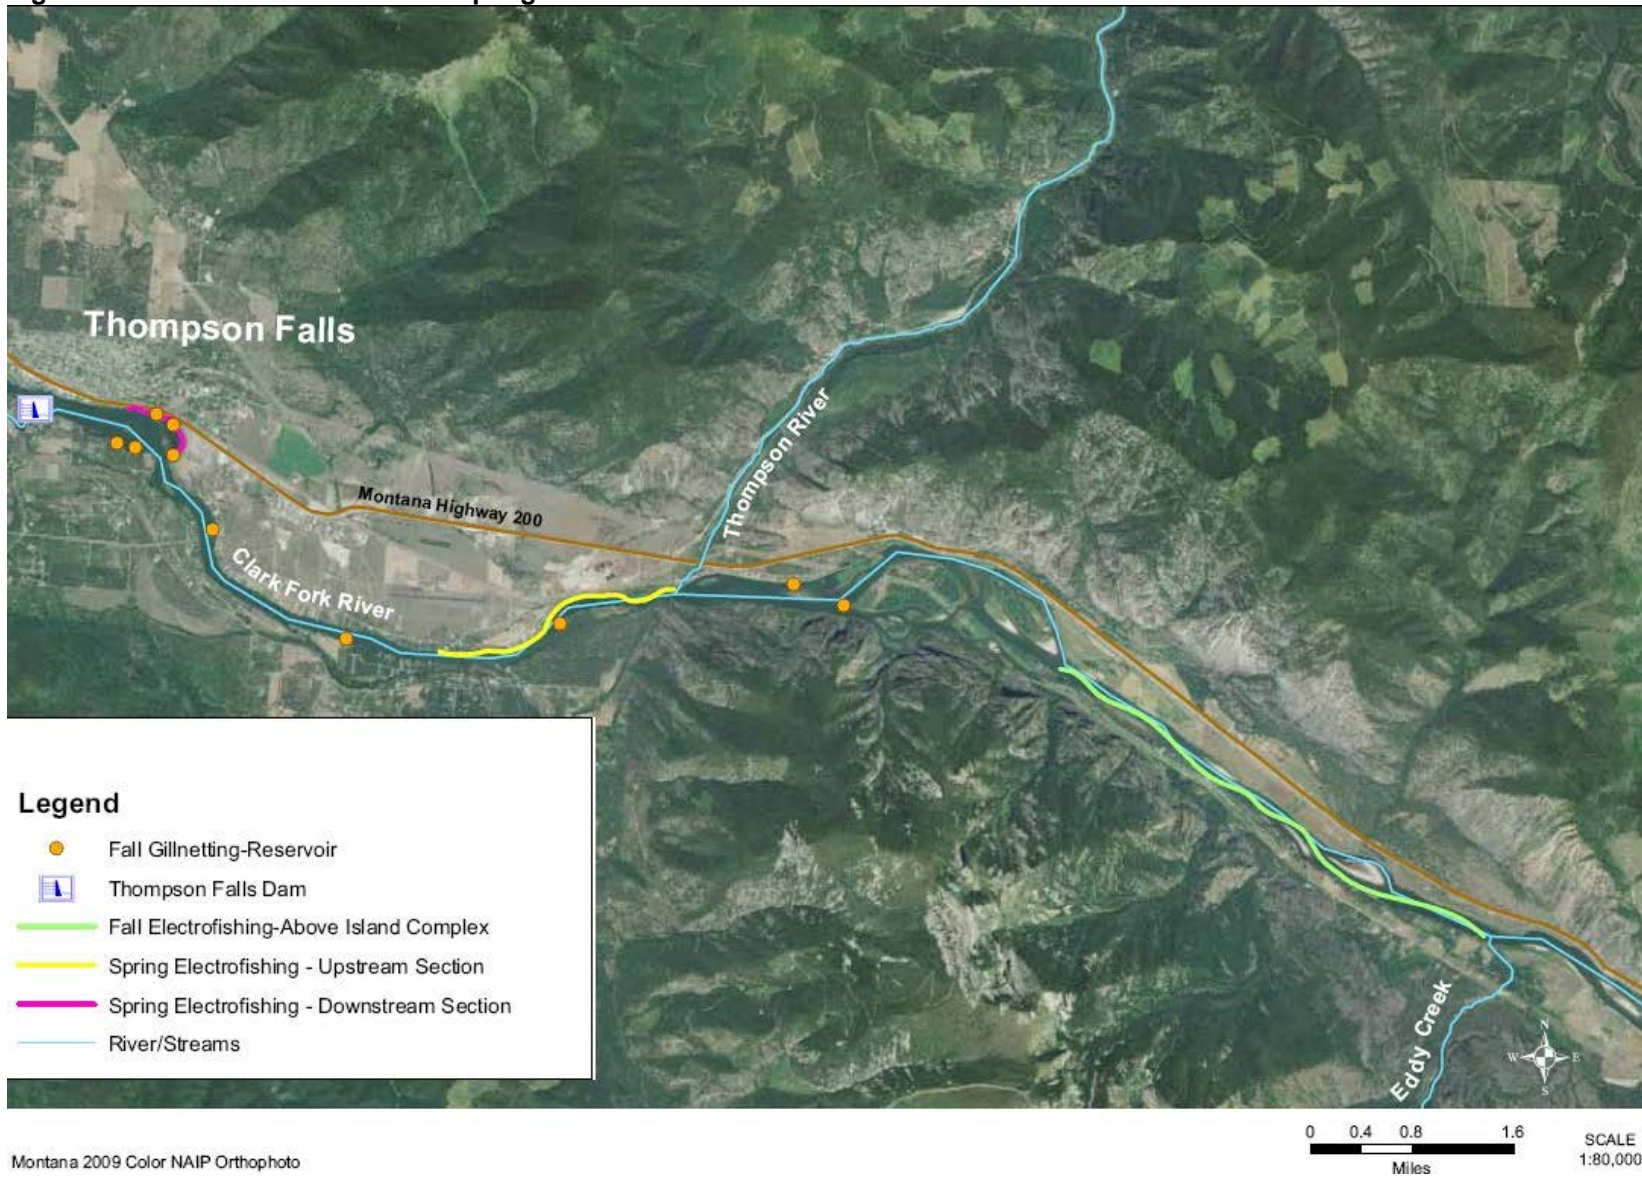 Thompson Falls
Thompson River
Montana Highway 200
Clark Fork River
Legend
Fall Gillnetting-Reservoir
Thompson Falls Dam
Fall Electrofishing-Above Island Complex
Spring Electrofishing - Upstream Section
Spring Electrofishing - Downstream Section
River/Streams
Eddy Creek
N
W E
S
0 0.4 0.8 1.6
Miles
SCALE
1:80,000
Montana 2009 Color NAIP Orthophoto